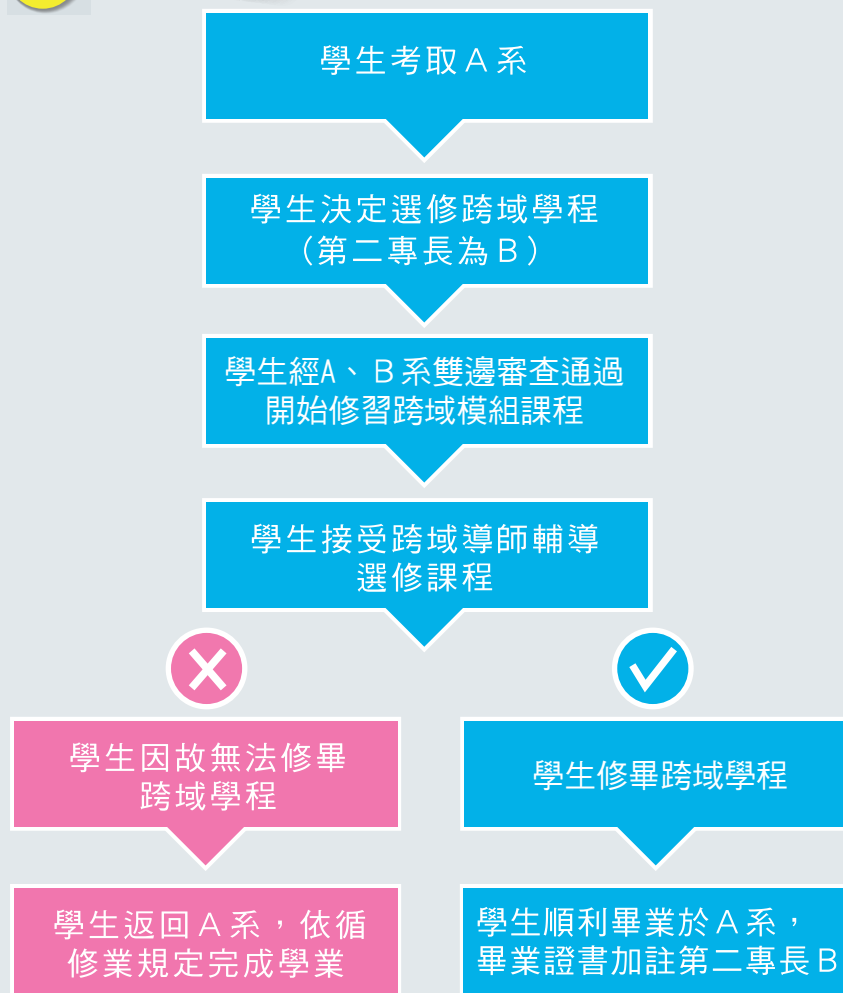 學生考取A系
學生決定選修跨域學程
(第二專長為B)
學生經A、B系雙邊審查通過
開始修習跨域模組課程
學生接受跨域導師輔導
選修課程
學生因故無法修畢
跨域學程
學生修畢跨域學程
學生返回A系,依循
修業規定完成學業
學生順利畢業於A系,
畢業證書加註第二專長B